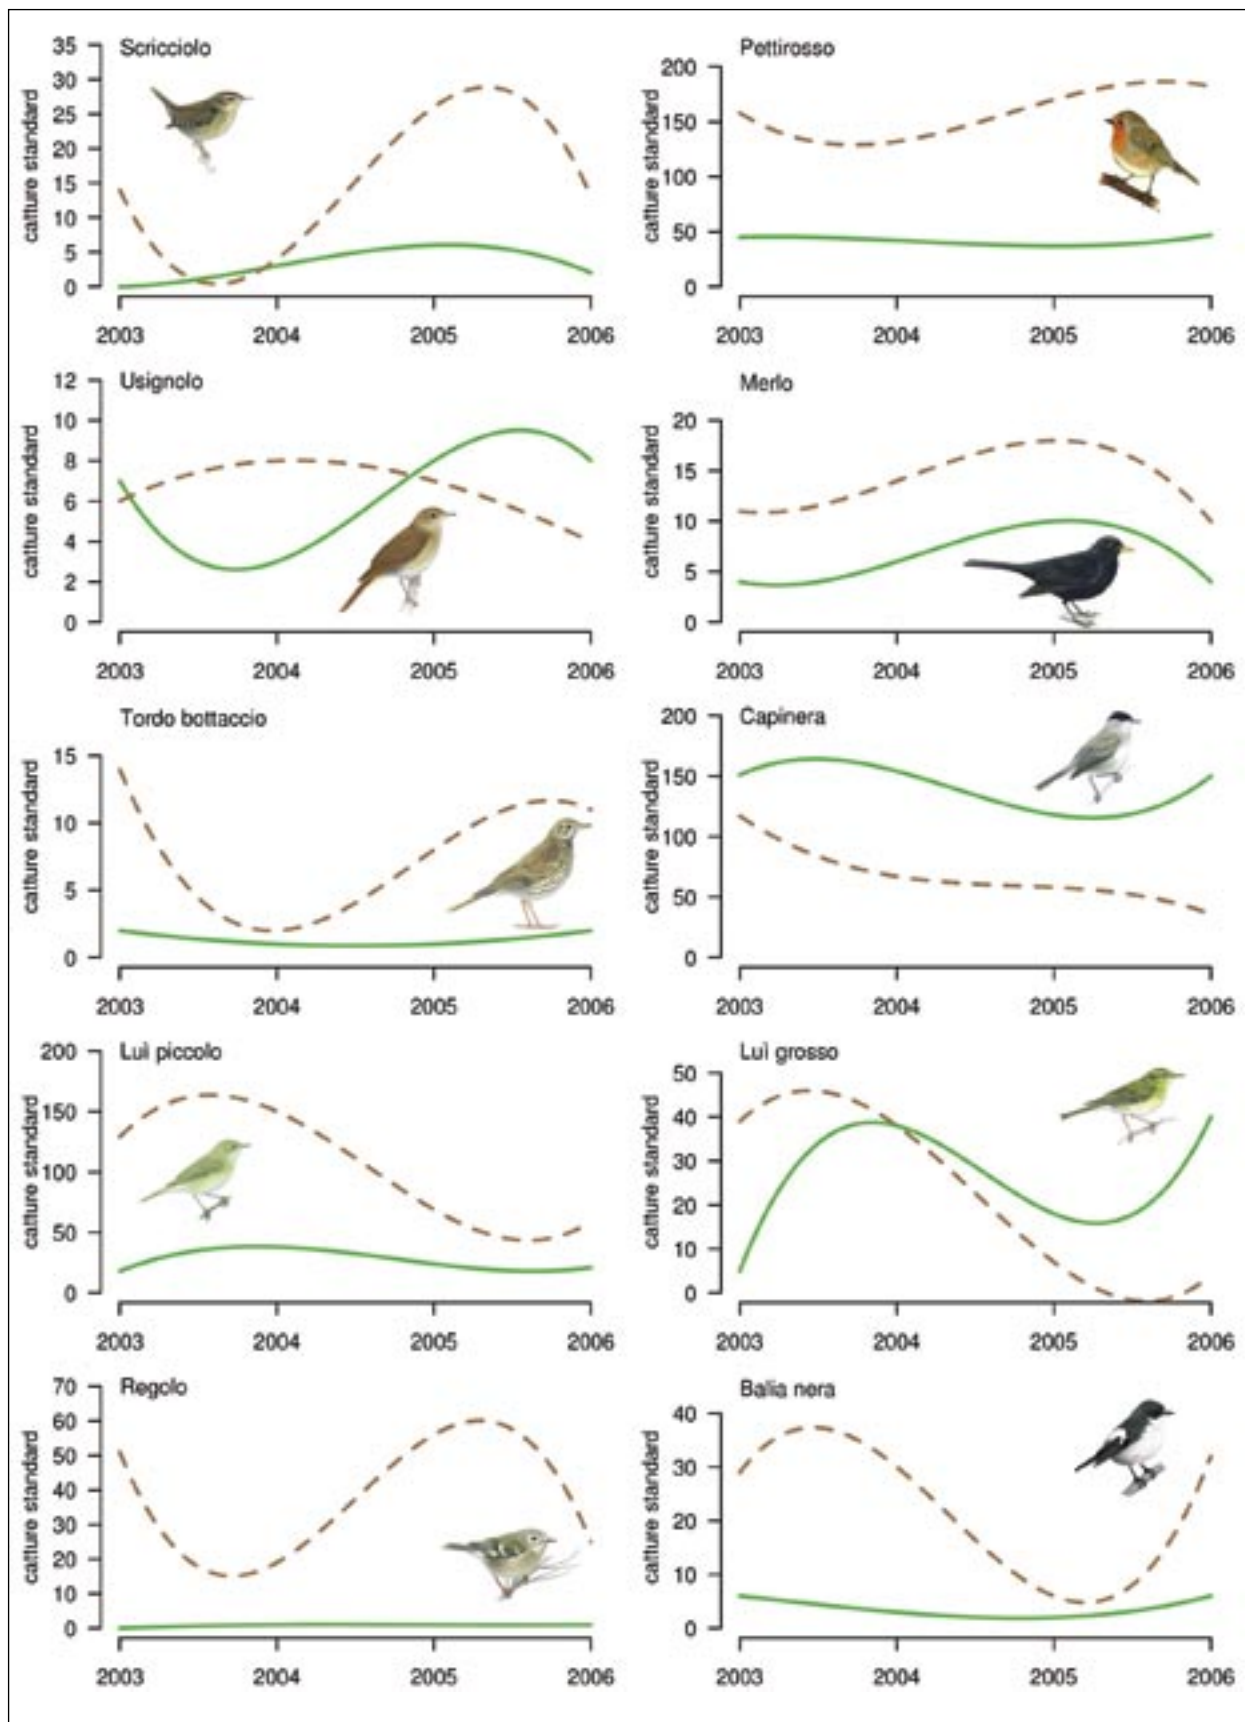 Scricciolo
catture standard
35
30
25
20
15
10
5
0
2003 2004 2005 2006
Pettirosso
catture standard
200
150
100
50
0
2003 2004 2005 2006
Usignolo
catture standard
12
10
8
6
4
2
0
2003 2004 2005 2006
Merlo
catture standard
20
15
10
5
0
2003 2004 2005 2006
Tordo bottaccio
catture standard
15
10
5
0
2003 2004 2005 2006
Capinera
catture standard
200
150
100
50
0
2003 2004 2005 2006
Luì piccolo
catture standard
200
150
100
50
0
2003 2004 2005 2006
Luì grosso
catture standard
50
40
30
20
10
0
2003 2004 2005 2006
Regolo
catture standard
70
60
50
40
30
20
10
0
2003 2004 2005 2006
Balia nera
catture standard
40
30
20
10
0
2003 2004 2005 2006